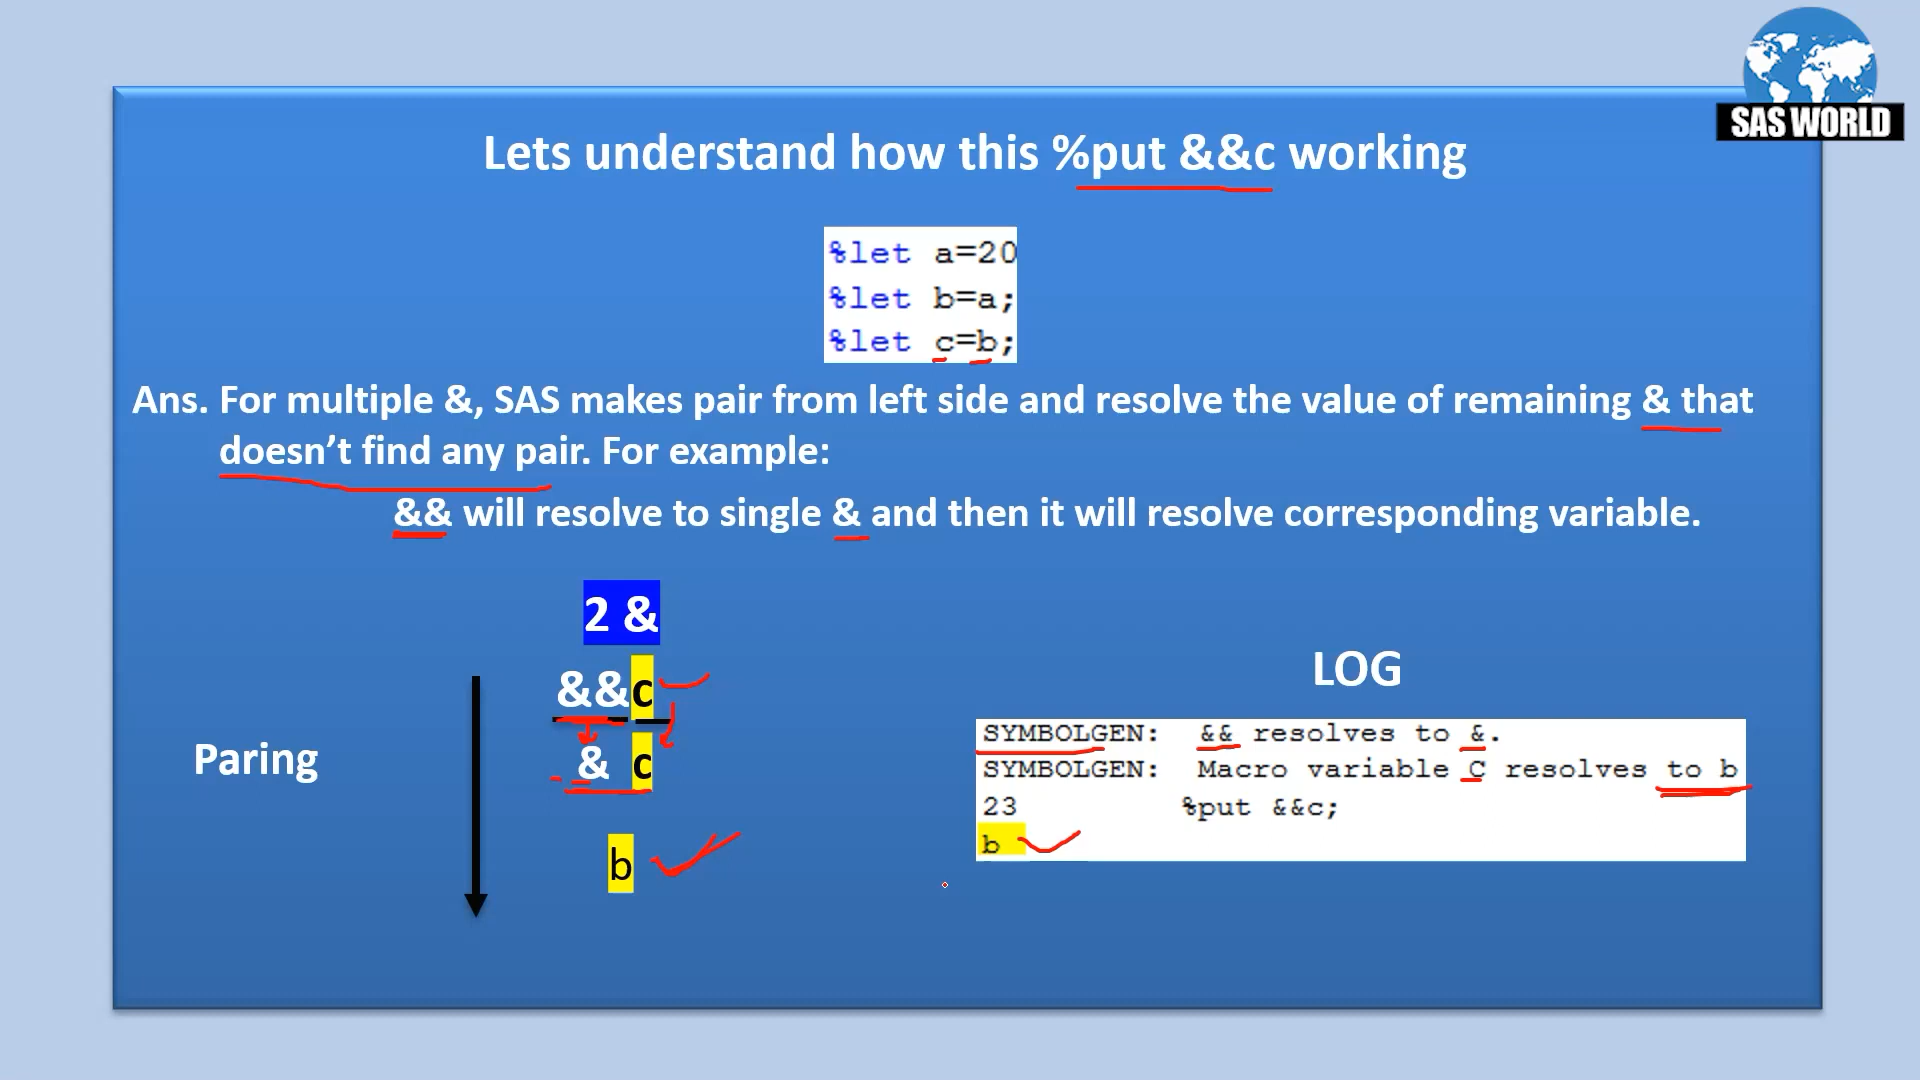 SAS WORLD
Lets understand how this %put &&c working
%let a=20
%let b=a;
%let c=b;
Ans. For multiple &, SAS makes pair from left side and resolve the value of remaining & that
doesn’t find any pair. For example:
&& will resolve to single & and then it will resolve corresponding variable.
2 &
&&c
& c
b
Paring
LOG
SYMBOLGEN: && resolves to &.
SYMBOLGEN: Macro variable C resolves to b
23 %put &&c;
b